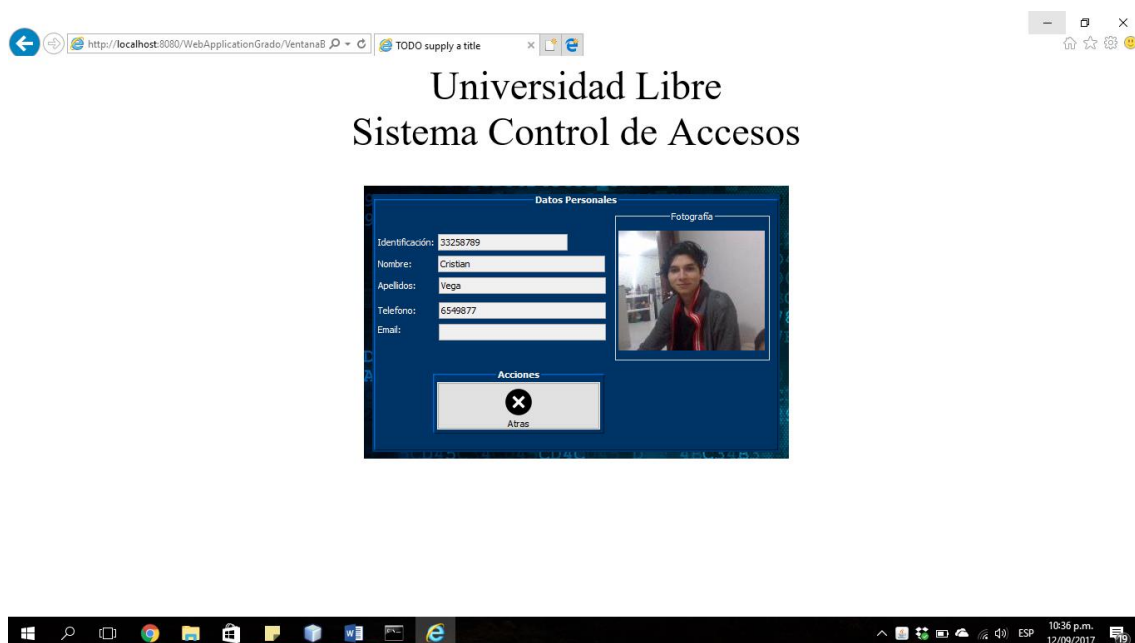 http://localhost:8080/WebApplicationGrado/VentanaB
TODO supply a title
Universidad Libre
Sistema Control de Accesos
Datos Personales
Fotografía
Identificación: 33258789
Nombre: Cristian
Apellidos: Vega
Telefono: 6549877
Email:
Acciones
Atras
ESP
10:36 p.m.
12/09/2017
19